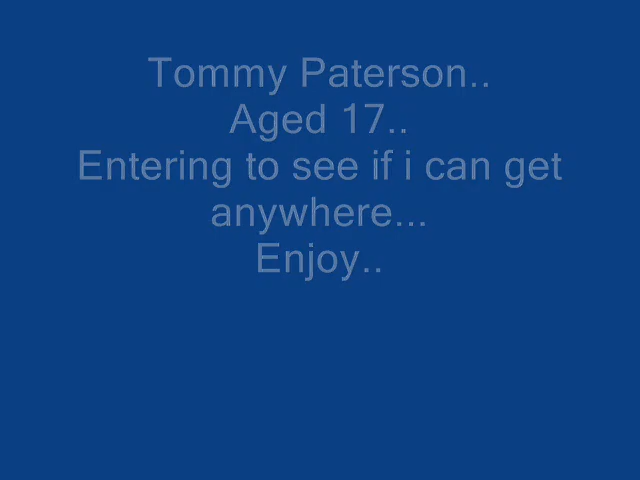 Tommy Paterson..
Aged 17..
Entering to see if i can get
anywhere...
Enjoy..